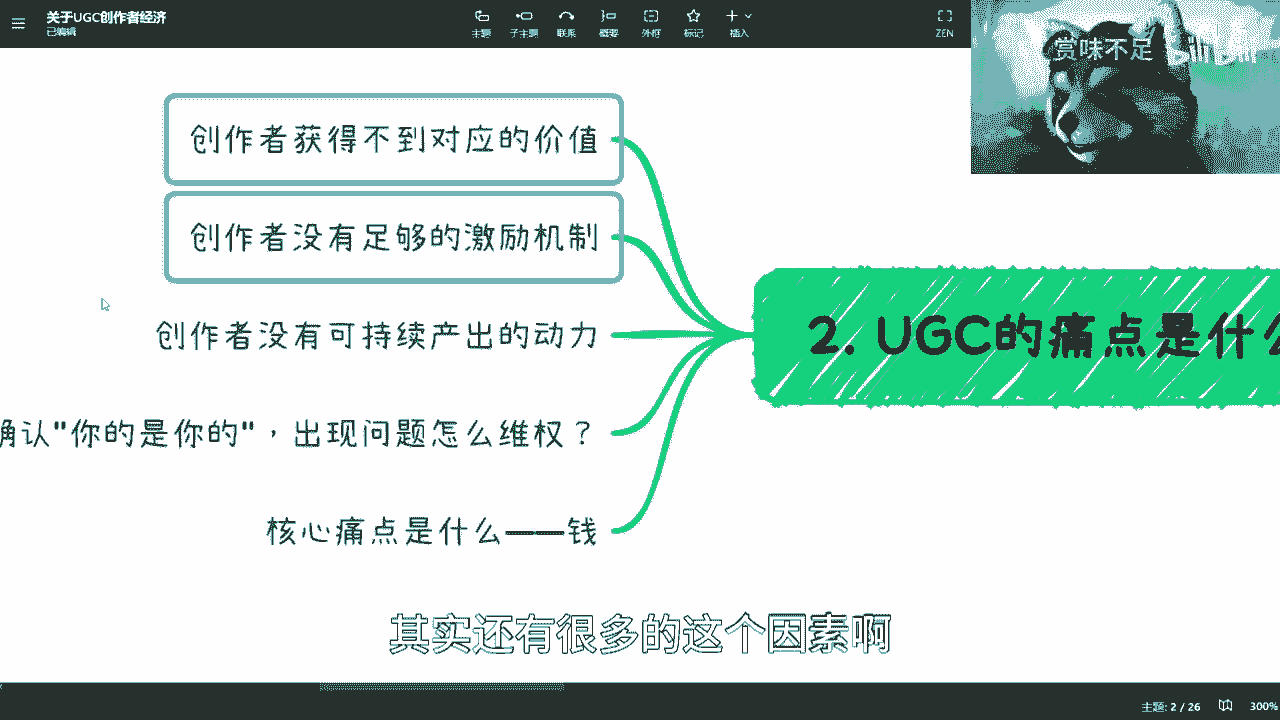 关于UGC创作者经济
已编辑
主题 子主题 联系 概要 外框 标记 插入 ZEN
赏味不足 bilibili
创作者获得不到对应的价值
创作者没有足够的激励机制
创作者没有可持续产出的动力
2. UGC的痛点是什么
确认"你的是你的"，出现问题怎么维权？
核心痛点是什么——钱
其实还有很多的这个因素啊
主题: 2 / 26 300%